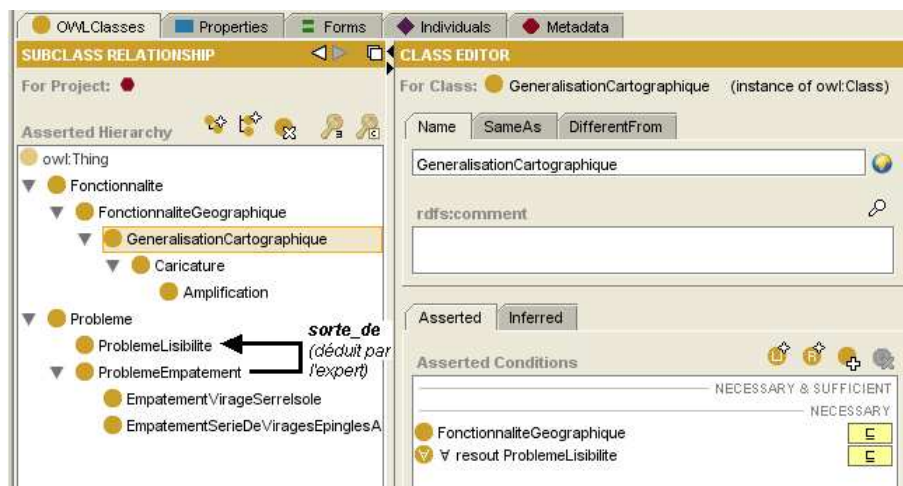 OWLClasses Properties Forms Individuals Metadata
SUBCLASS RELATIONSHIP
For Project:
Asserted Hierarchy
owl:Thing
Fonctionnalite
FonctionnaliteGeographique
GeneralisationCartographique
Caricature
Amplification
Probleme
ProblemeLisibilite
ProblemeEmpatement
EmpatementVirageSerreIsole
EmpatementSerieDeViragesEpinglesA
sorte_de
(déduit par
l'expert)
CLASS EDITOR
For Class: GeneralisationCartographique (instance of owl:Class)
Name SameAs DifferentFrom
GeneralisationCartographique
rdfs:comment
Asserted Inferred
Asserted Conditions
NECESSARY & SUFFICIENT
NECESSARY
FonctionnaliteGeographique ⊑
∀ resout ProblemeLisibilite ⊑